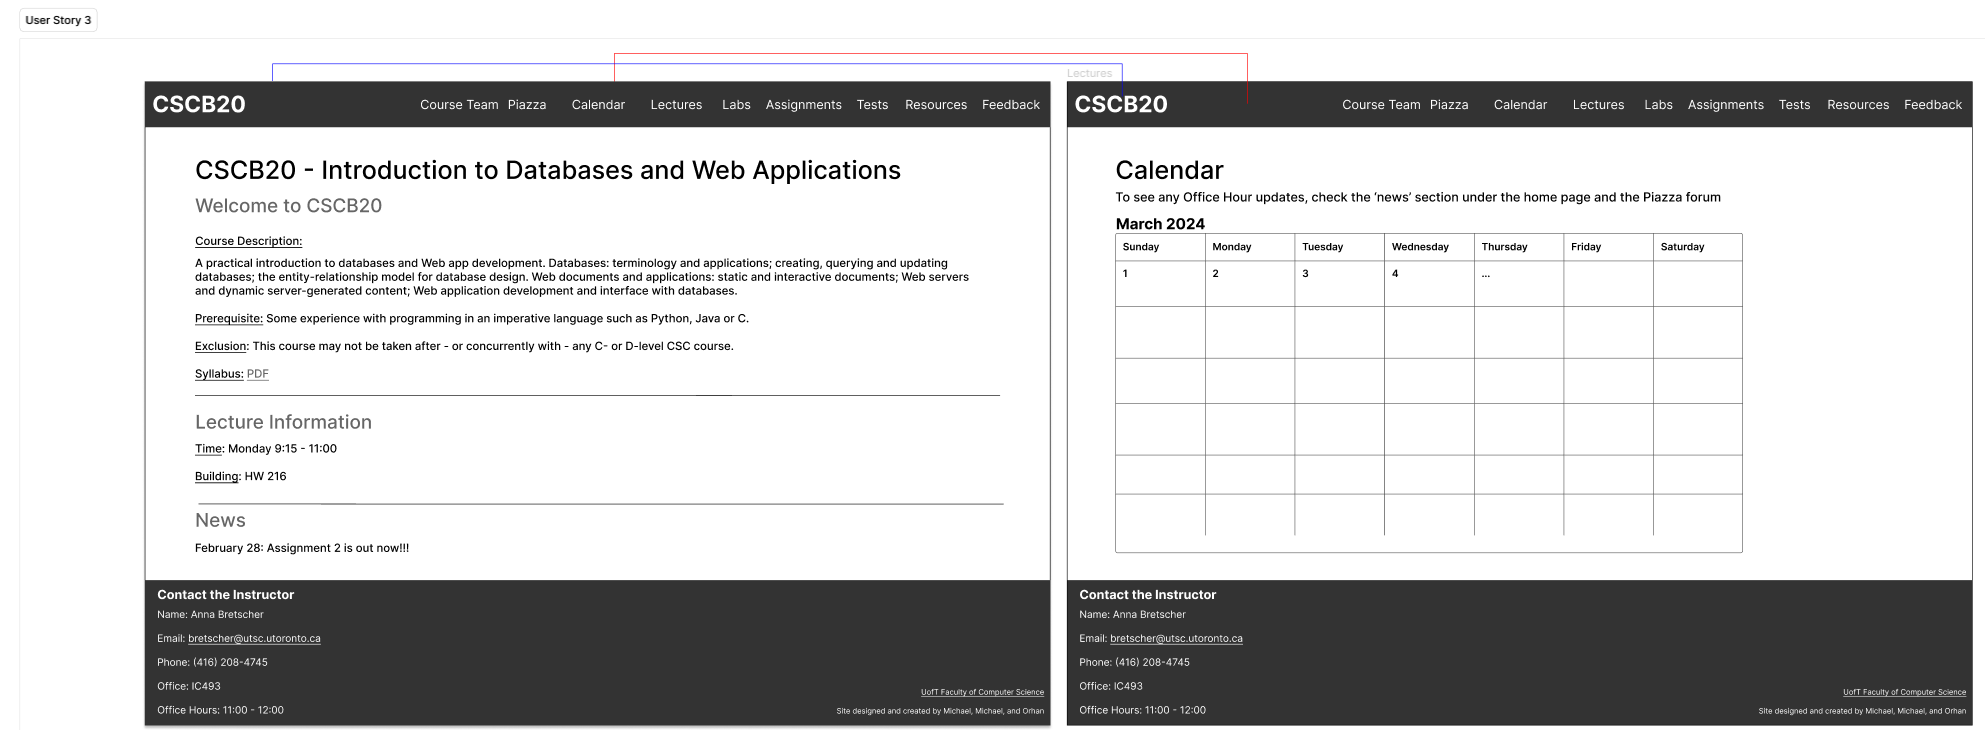 User Story 3
CSCB20 Course Team Piazza Calendar Lectures Labs Assignments Tests Resources Feedback
CSCB20 - Introduction to Databases and Web Applications
Welcome to CSCB20
Course Description:
A practical introduction to databases and Web app development. Databases: terminology and applications; creating, querying and updating
databases; the entity-relationship model for database design. Web documents and applications: static and interactive documents; Web servers
and dynamic server-generated content; Web application development and interface with databases.
Prerequisite: Some experience with programming in an imperative language such as Python, Java or C.
Exclusion: This course may not be taken after - or concurrently with - any C- or D-level CSC course.
Syllabus: PDF
Lecture Information
Time: Monday 9:15 - 11:00
Building: HW 216
News
February 28: Assignment 2 is out now!!!
Contact the Instructor
Name: Anna Bretscher
Email: bretscher@utsc.utoronto.ca
Phone: (416) 208-4745
Office: IC493
Office Hours: 11:00 - 12:00
UofT Faculty of Computer Science
Site designed and created by Michael, Michael, and Orhan
Lectures
CSCB20 Course Team Piazza Calendar Lectures Labs Assignments Tests Resources Feedback
Calendar
To see any Office Hour updates, check the ‘news’ section under the home page and the Piazza forum
March 2024
Sunday Monday Tuesday Wednesday Thursday Friday Saturday
1 2 3 4 ...
Contact the Instructor
Name: Anna Bretscher
Email: bretscher@utsc.utoronto.ca
Phone: (416) 208-4745
Office: IC493
Office Hours: 11:00 - 12:00
UofT Faculty of Computer Science
Site designed and created by Michael, Michael, and Orhan